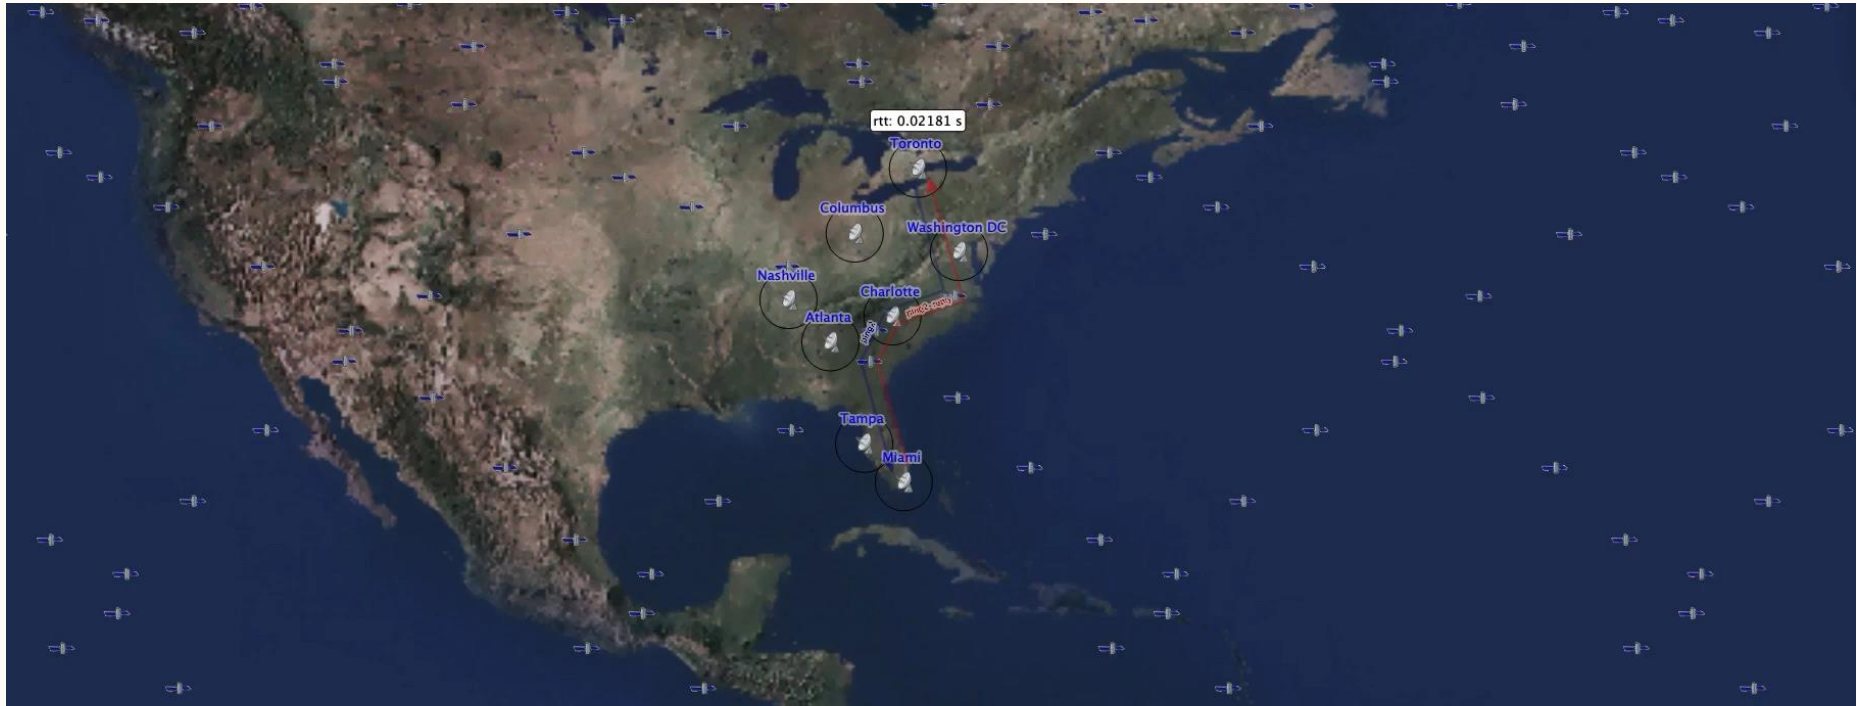 rtt: 0.02181 s
Toronto
Columbus
Washington DC
Nashville
Charlotte
Atlanta
Tampa
Miami